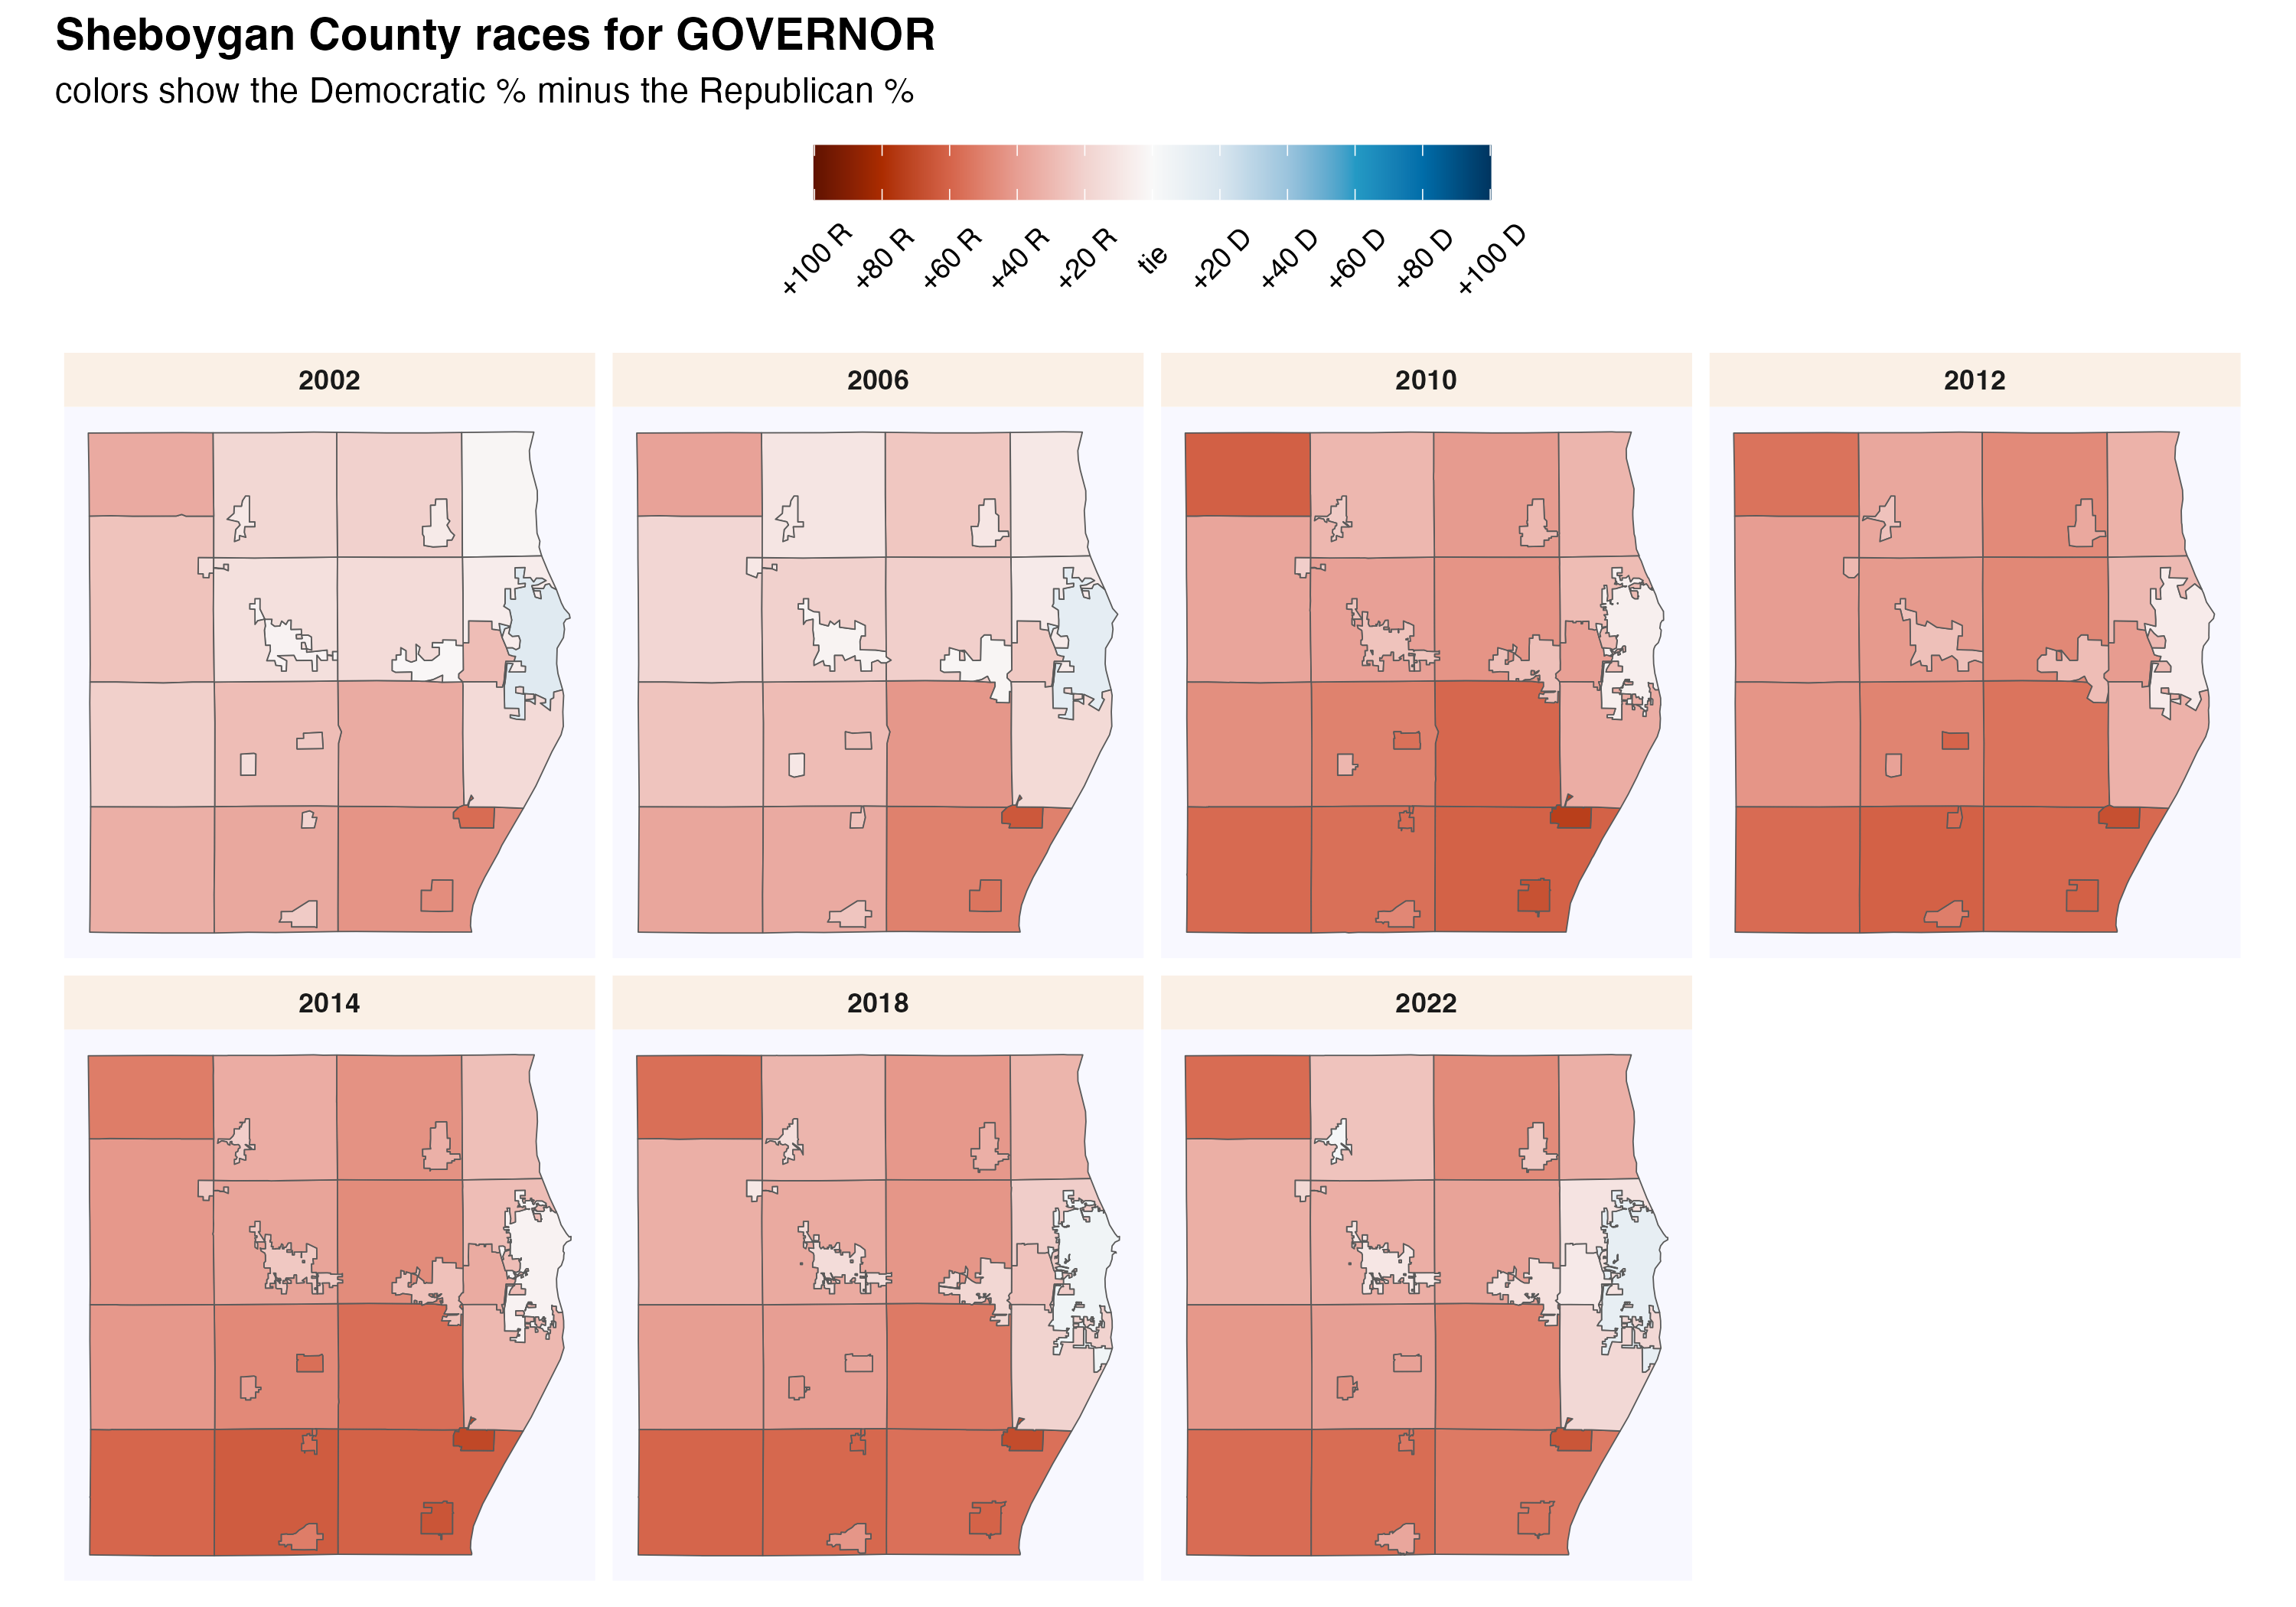 Sheboygan County races for GOVERNOR
colors show the Democratic % minus the Republican %
+100 R
+80 R
+60 R
+40 R
+20 R
tie
+20 D
+40 D
+60 D
+80 D
+100 D
2002
2006
2010
2012
2014
2018
2022